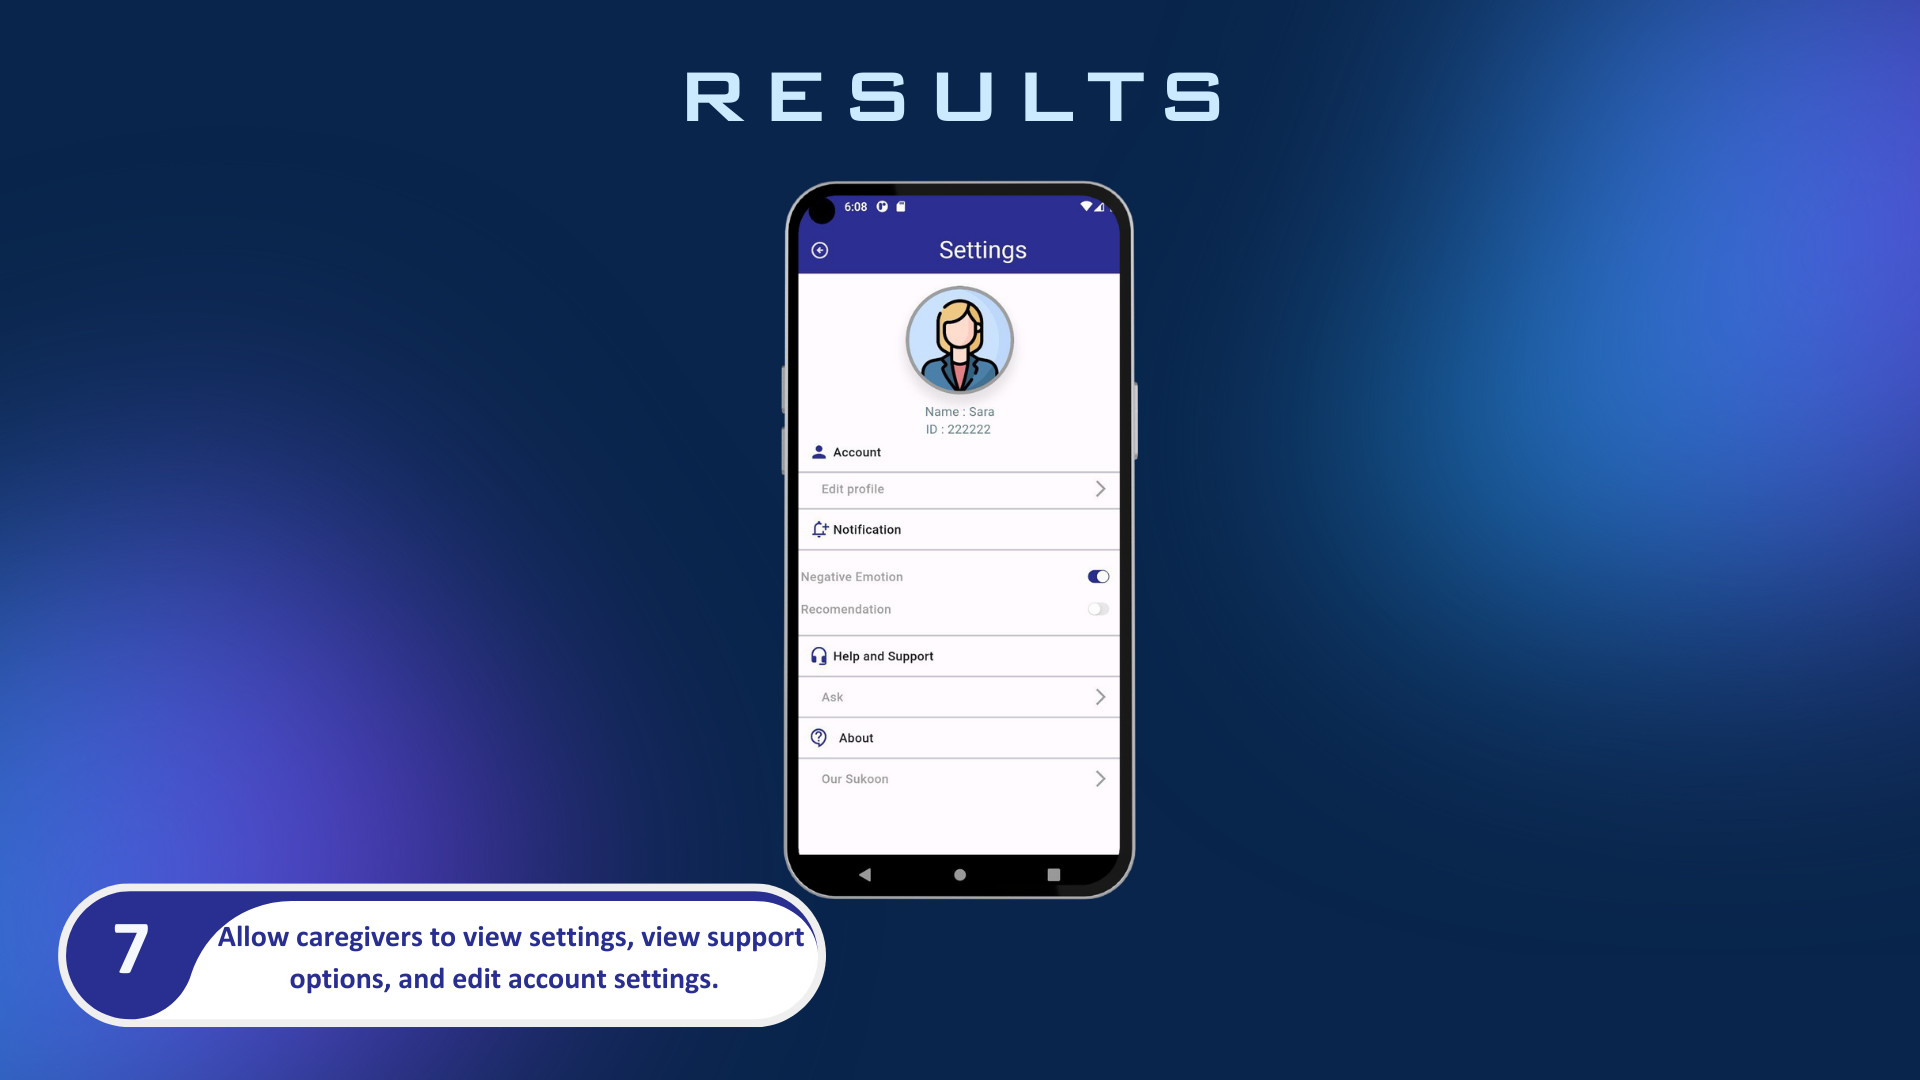 RESULTS
6:08
Settings
Name : Sara
ID : 222222
Account
Edit profile
Notification
Negative Emotion
Recomendation
Help and Support
Ask
About
Our Sukoon
7
Allow caregivers to view settings, view support
options, and edit account settings.